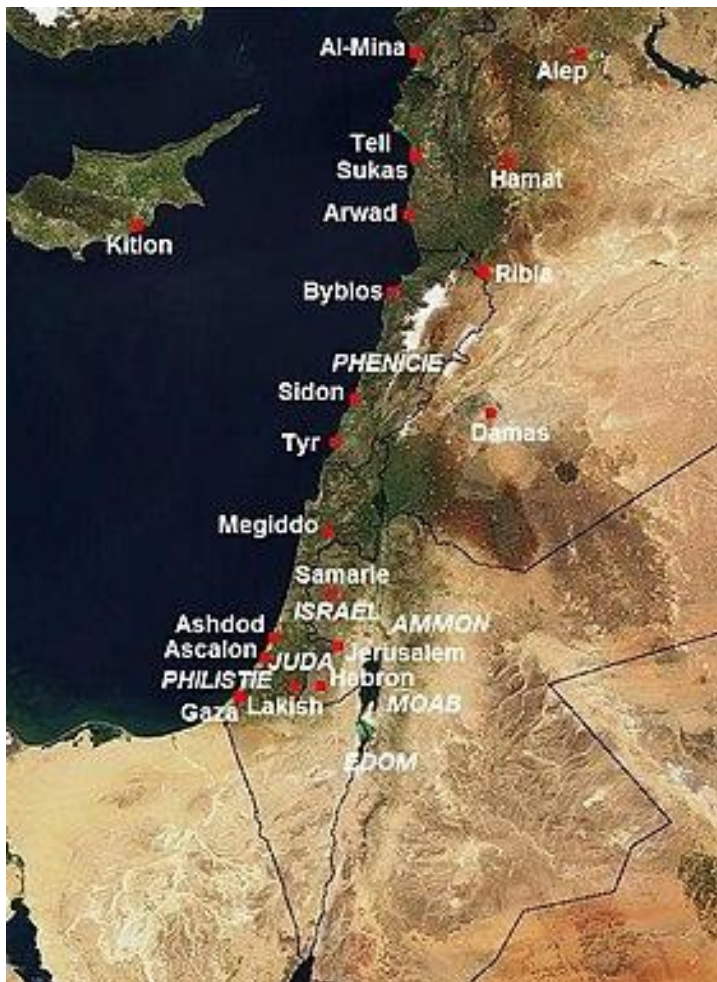 Al-Mina
Alep
Tell
Sukas
Hamat
Arwad
Kition
Ribla
Byblos
PHENICIE
Sidon
Damas
Tyr
Megiddo
Samarie
ISRAEL
Ashdod
AMMON
Ascalon
JUDA
Jerusalem
PHILISTIE
Habron
Gaza
Lakish
MOAB
EDOM